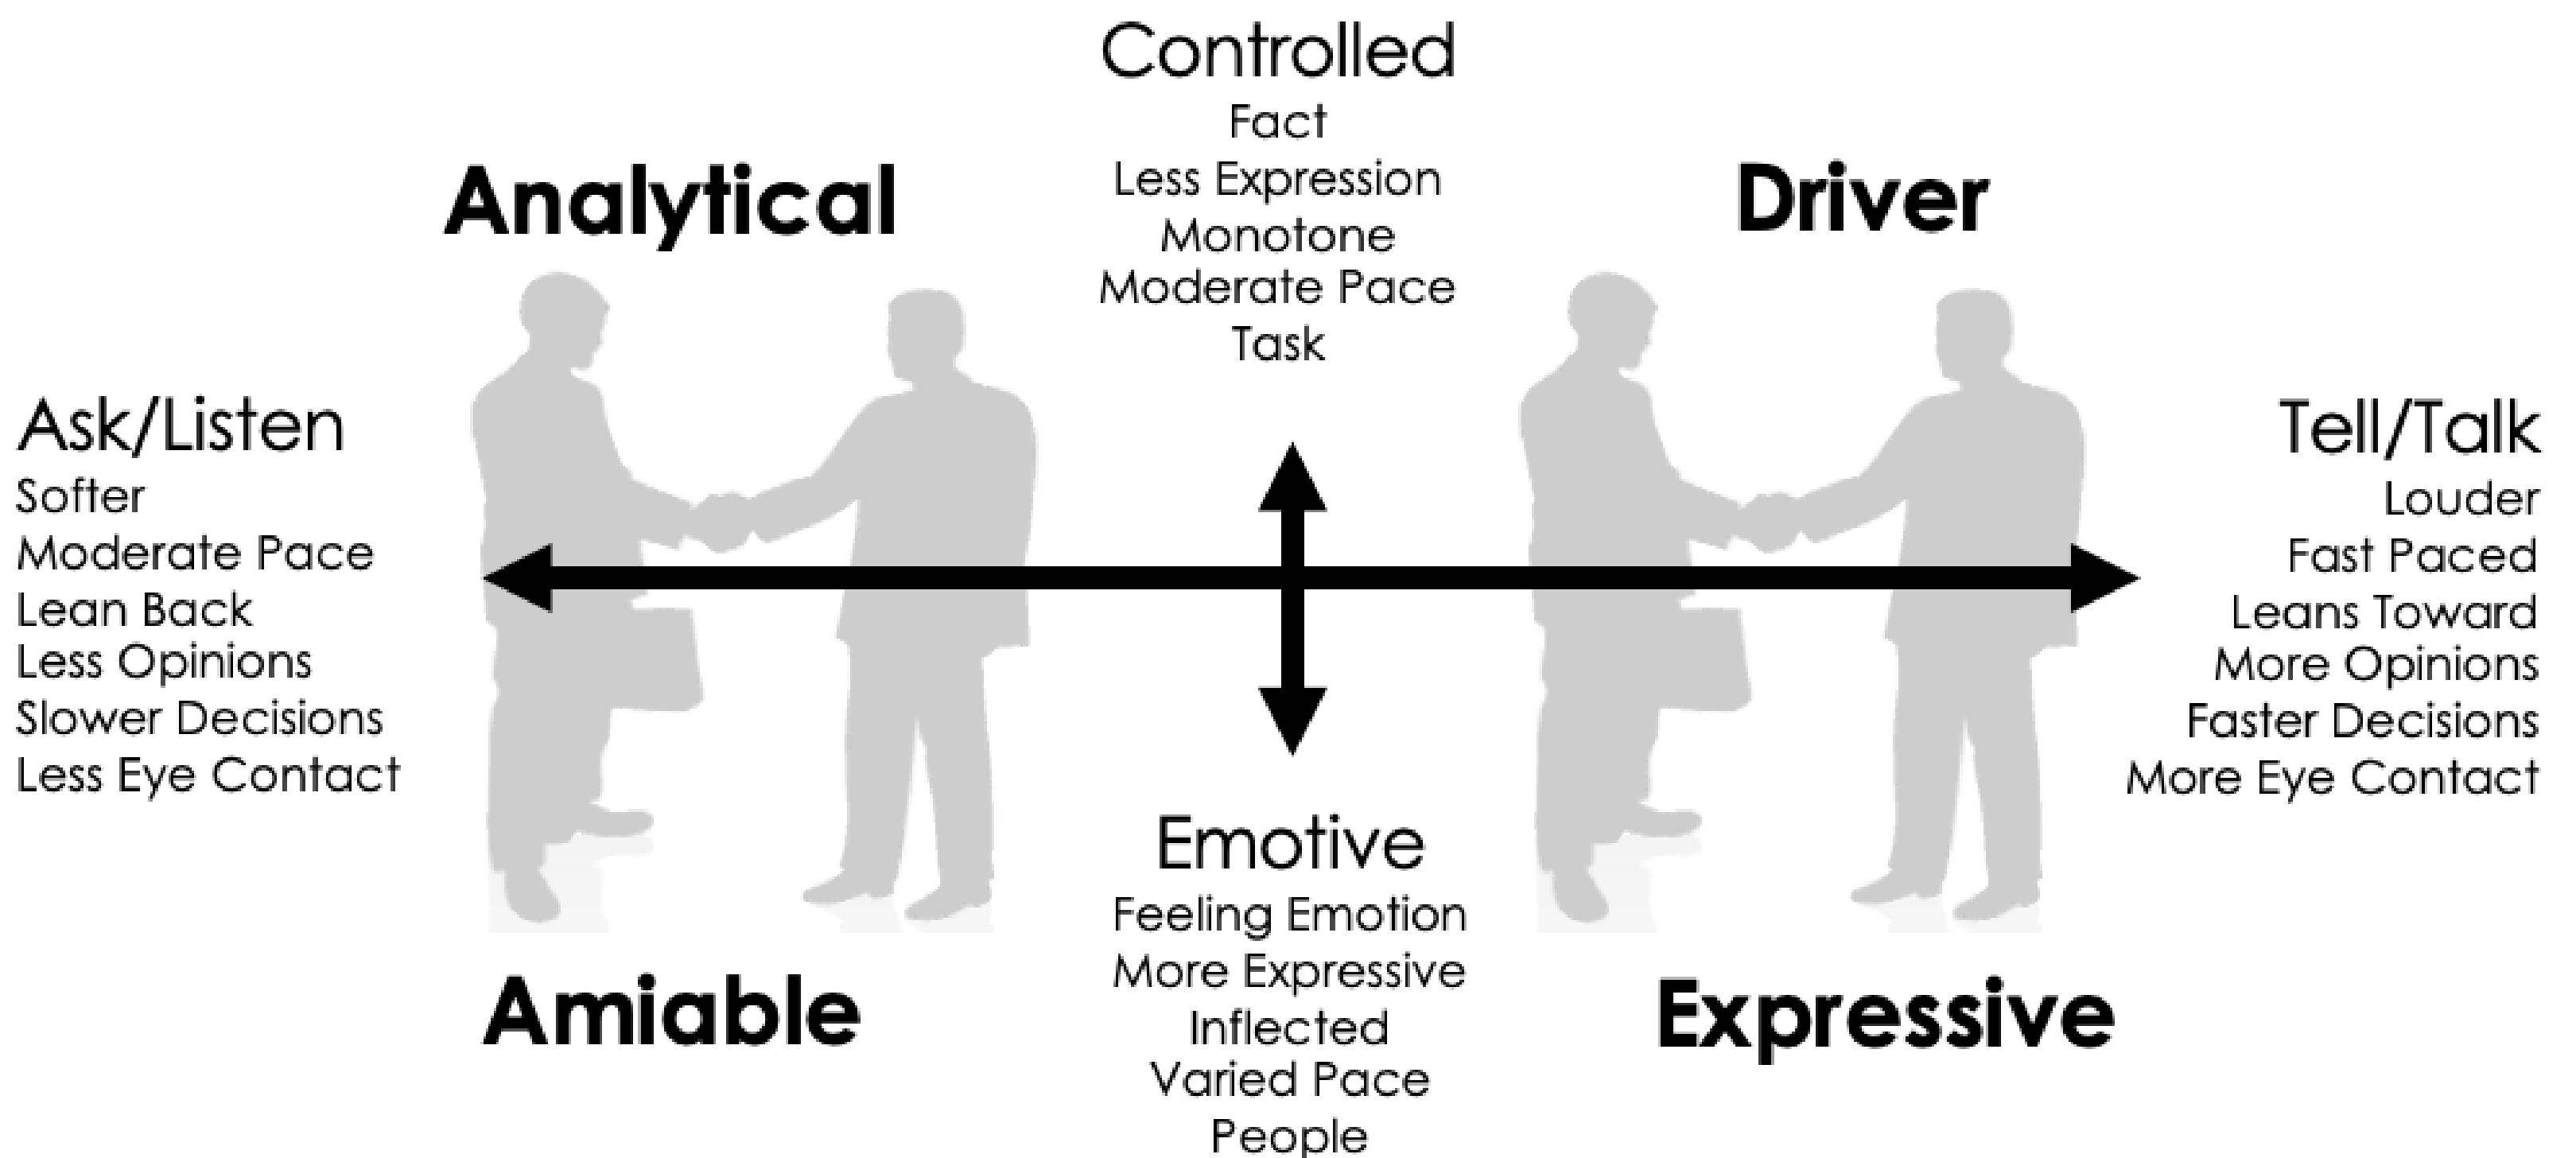 Controlled
Fact
Less Expression
Monotone
Moderate Pace
Task
Analytical
Driver
Ask/Listen
Softer
Moderate Pace
Lean Back
Less Opinions
Slower Decisions
Less Eye Contact
Tell/Talk
Louder
Fast Paced
Leans Toward
More Opinions
Faster Decisions
More Eye Contact
Emotive
Feeling Emotion
More Expressive
Inflected
Varied Pace
People
Amiable
Expressive